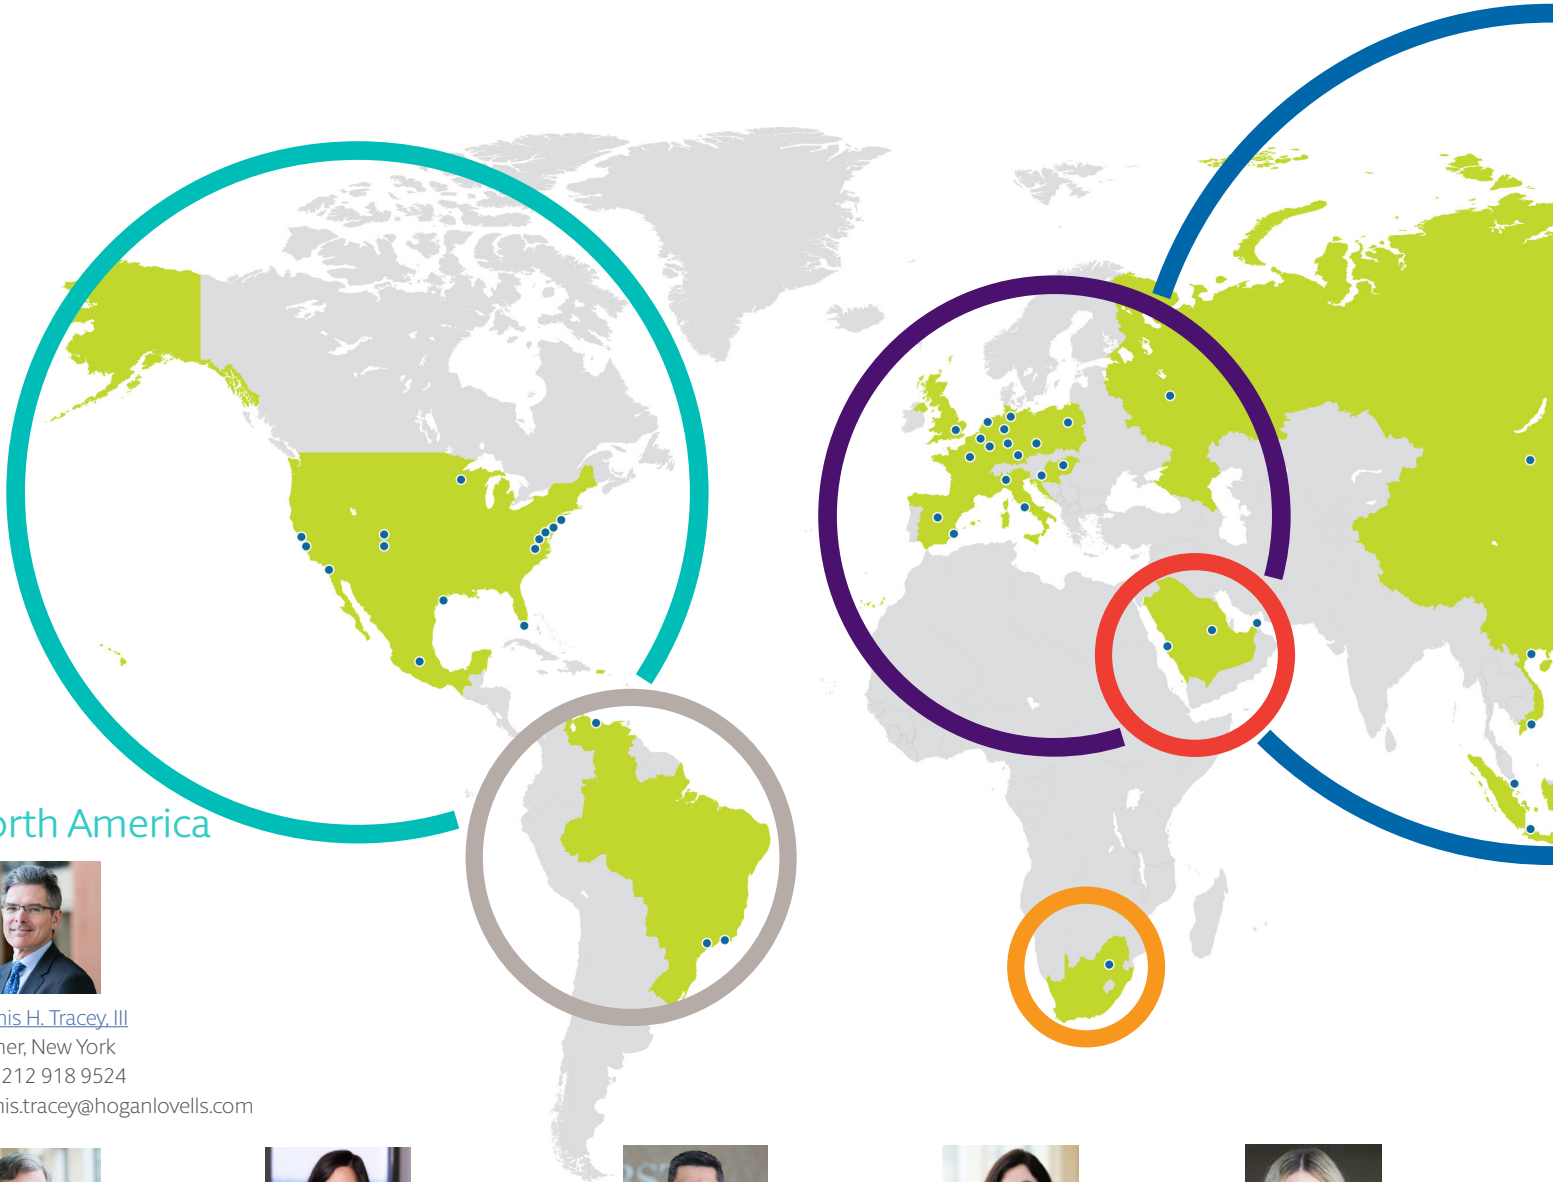 orth America
nis H. Tracey, III
ner, New York
212 918 9524
nis.tracey@hoganlovells.com